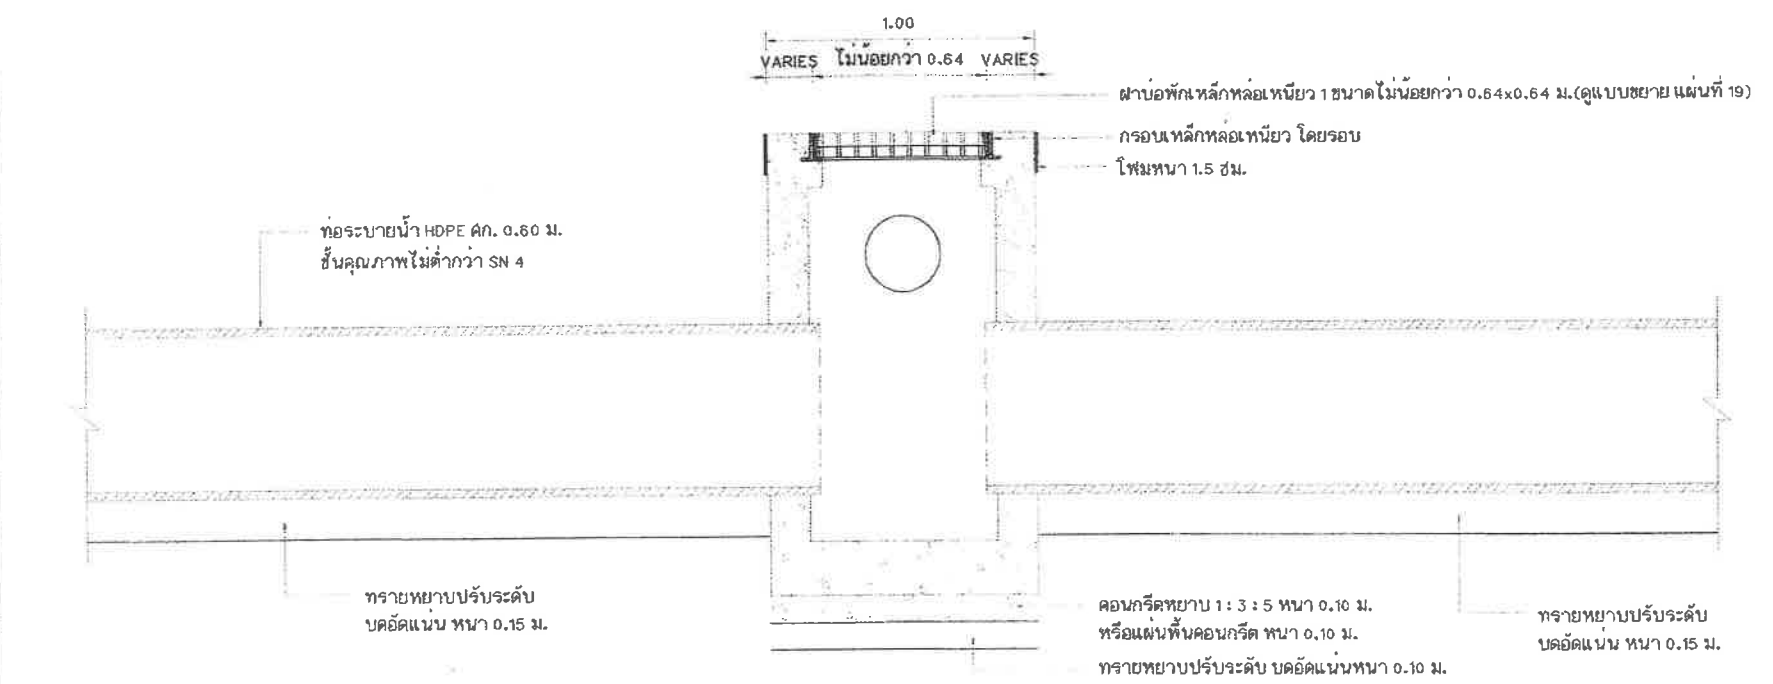 1.00
VARIES ไม่น้อยกว่า 0.64 VARIES
ฝาบ่อพักเหล็กหล่อเหนียว 1 ขนาดไม่น้อยกว่า 0.64x0.64 ม.(ดูแบบขยาย แผ่นที่ 19)
กรอบเหล็กหล่อเหนียว โดยรอบ
โฟมหนา 1.5 ซม.
ท่อระบายน้ำ HDPE ศก. 0.60 ม.
ชั้นคุณภาพไม่ต่ำกว่า SN 4
ทรายหยาบปรับระดับ
บดอัดแน่น หนา 0.15 ม.
คอนกรีตหยาบ 1 : 3 : 5 หนา 0.10 ม.
หรือแผ่นพื้นคอนกรีต หนา 0.10 ม.
ทรายหยาบปรับระดับ บดอัดแน่นหนา 0.10 ม.
ทรายหยาบปรับระดับ
บดอัดแน่น หนา 0.15 ม.